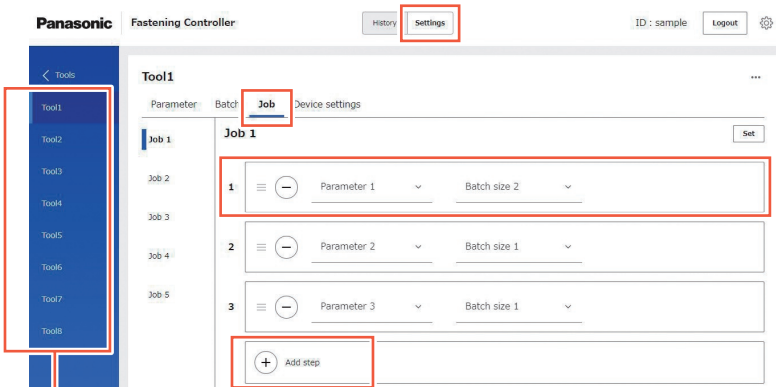 Panasonic Fastening Controller History Settings ID : sample Logout
Tools
Tool1
Tool2
Tool3
Tool4
Tool5
Tool6
Tool7
Tool8
Tool1
Parameter Batch Job Device settings
Job 1
Job 2
Job 3
Job 4
Job 5
Job 1 Set
1 Parameter 1 Batch size 2
2 Parameter 2 Batch size 1
3 Parameter 3 Batch size 1
Add step